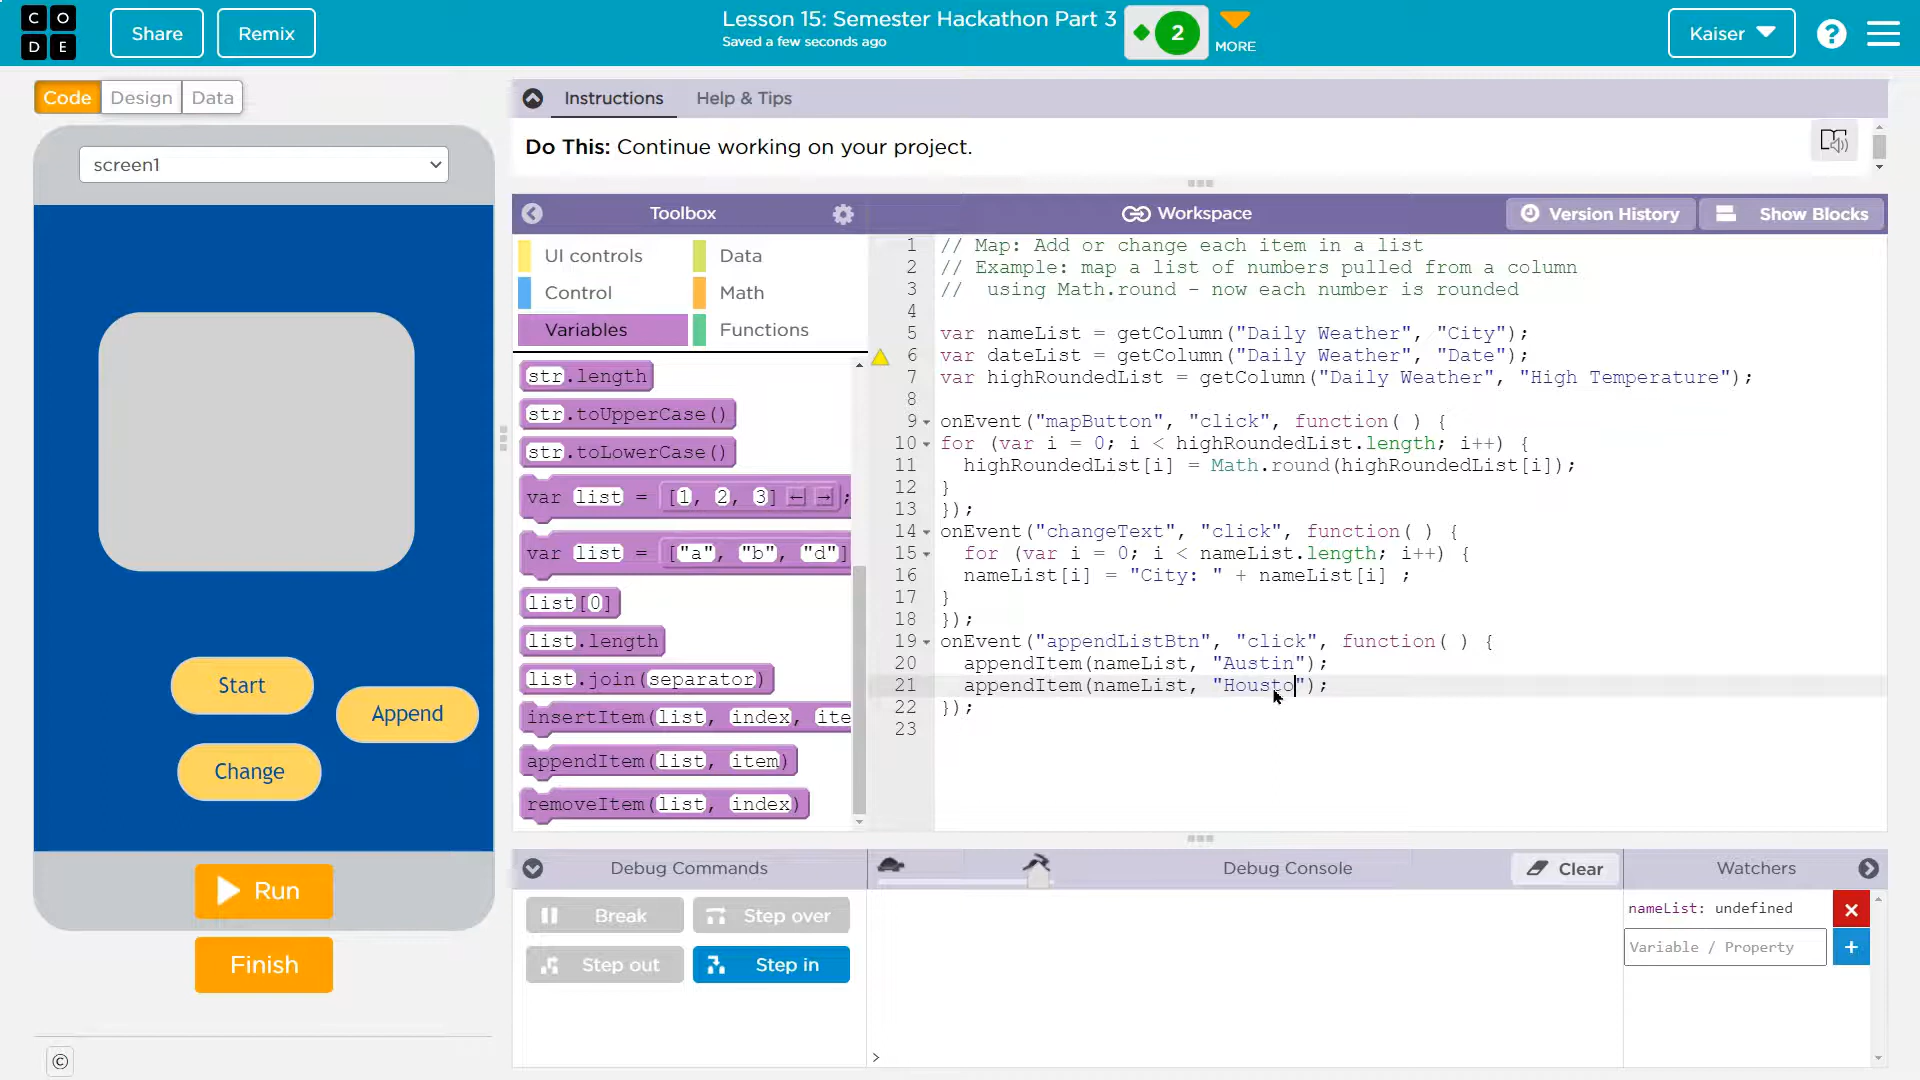 CO
DE
Share
Remix
Lesson 15: Semester Hackathon Part 3
Saved a few seconds ago
2
MORE
Kaiser
?
Code
Design
Data
screen1
Start
Append
Change
Run
Finish
©
Instructions
Help & Tips
Do This: Continue working on your project.
Toolbox
Workspace
Version History
Show Blocks
UI controls
Data
Control
Math
Variables
Functions
str.length
str.toUpperCase()
str.toLowerCase()
var list = [1, 2, 3] ← → ;
var list = ["a", "b", "d"]
list[0]
list.length
list.join(separator)
insertItem(list, index, ite
appendItem(list, item)
removeItem(list, index)
1 // Map: Add or change each item in a list
2 // Example: map a list of numbers pulled from a column
3 //  using Math.round - now each number is rounded
4
5 var nameList = getColumn("Daily Weather", "City");
6 var dateList = getColumn("Daily Weather", "Date");
7 var highRoundedList = getColumn("Daily Weather", "High Temperature");
8
9 onEvent("mapButton", "click", function( ) {
10 for (var i = 0; i < highRoundedList.length; i++) {
11   highRoundedList[i] = Math.round(highRoundedList[i]);
12 }
13 });
14 onEvent("changeText", "click", function( ) {
15   for (var i = 0; i < nameList.length; i++) {
16   nameList[i] = "City: " + nameList[i] ;
17 }
18 });
19 onEvent("appendListBtn", "click", function( ) {
20   appendItem(nameList, "Austin");
21   appendItem(nameList, "Housto");
22 });
23
Debug Commands
Break
Step over
Step out
Step in
Debug Console
Clear
>
Watchers
nameList: undefined
Variable / Property